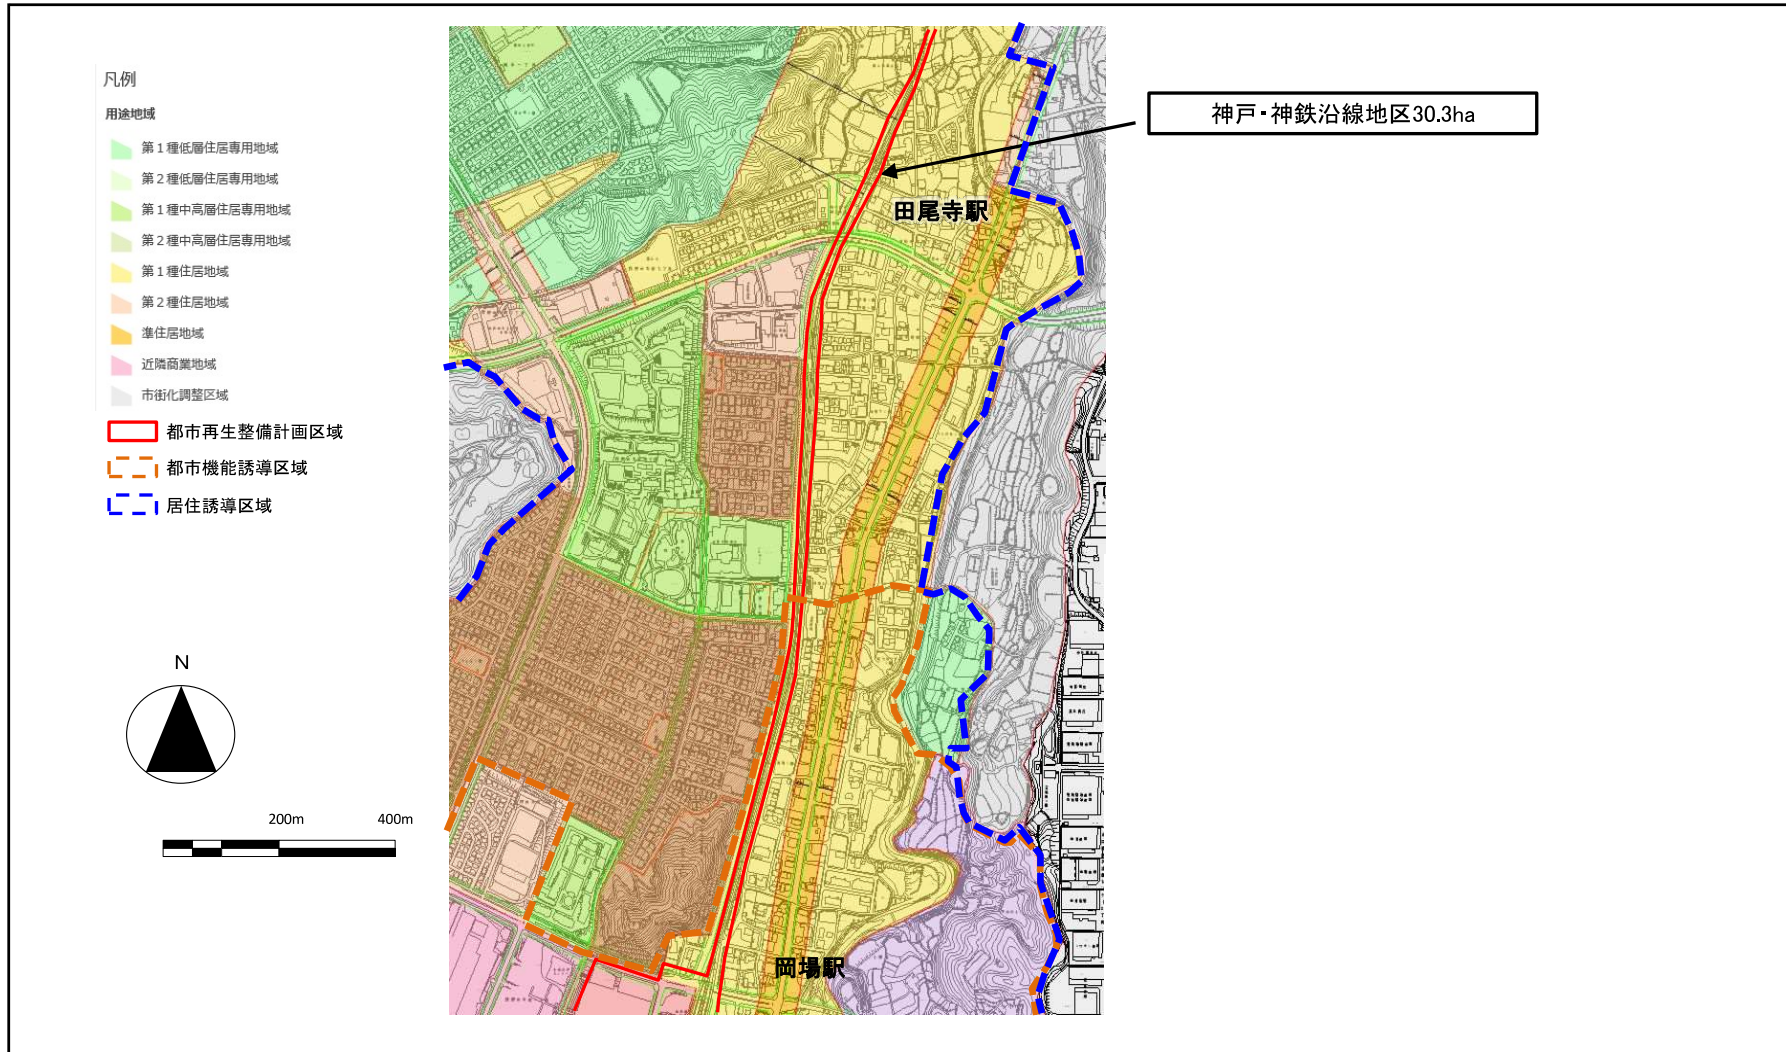 凡例
用途地域
第1種低層住居専用地域
第2種低層住居専用地域
第1種中高層住居専用地域
第2種中高層住居専用地域
第1種住居地域
第2種住居地域
準住居地域
近隣商業地域
市街化調整区域
都市再生整備計画区域
都市機能誘導区域
居住誘導区域
神戸・神鉄沿線地区30.3ha
田尾寺駅
岡場駅
N
200m
400m